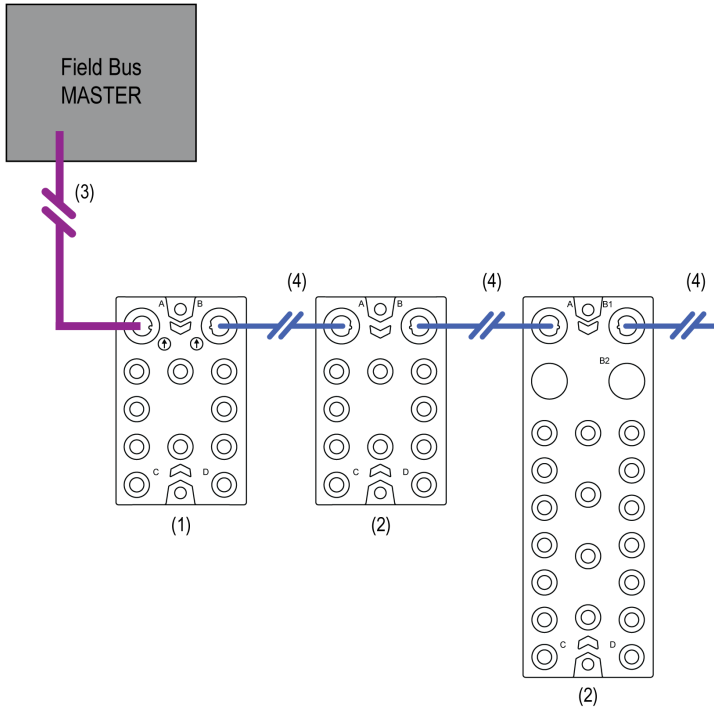 Field Bus
MASTER
(3)
(4)
(4)
(4)
A
B
A
B
A
B1
B2
C
D
C
D
(1)
(2)
C
D
(2)